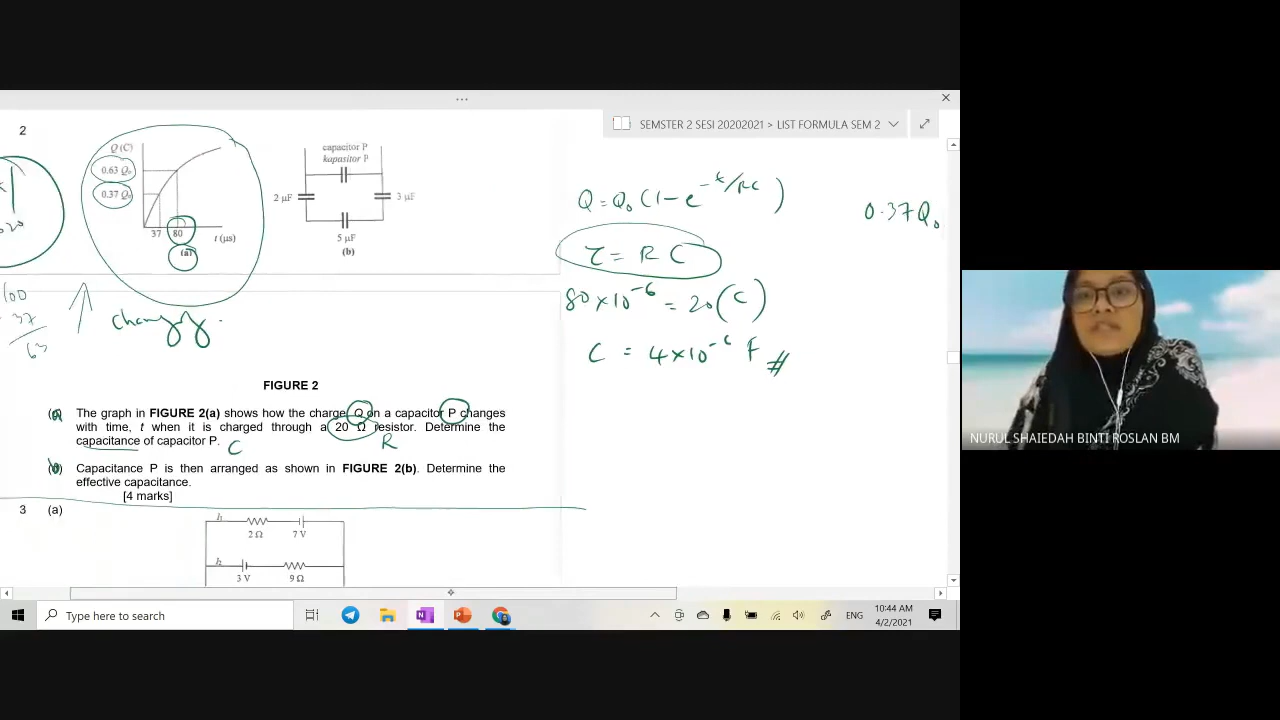 SEMSTER 2 SESI 20202021 > LIST FORMULA SEM 2
2
Q (C)
0.63 Q₀
0.37 Q₀
37 80
t (μs)
(a)
capacitor P
kapasitor P
2 μF
3 μF
5 μF
(b)
Q = Q₀ (1 - e^-t/RC)
0.37Q₀
τ = RC
80 × 10⁻⁶ = 20 (C)
C = 4 × 10⁻⁶ F
100
37
63
charging.
FIGURE 2
(a) The graph in FIGURE 2(a) shows how the charge Q on a capacitor P changes
with time, t when it is charged through a 20 Ω resistor. Determine the
capacitance of capacitor P.
C
R
(b) Capacitance P is then arranged as shown in FIGURE 2(b). Determine the
effective capacitance.
[4 marks]
3 (a)
I₁
2 Ω 7 V
I₂
3 V 9 Ω
NURUL SHAIEDAH BINTI ROSLAN BM
Type here to search
ENG
10:44 AM
4/2/2021